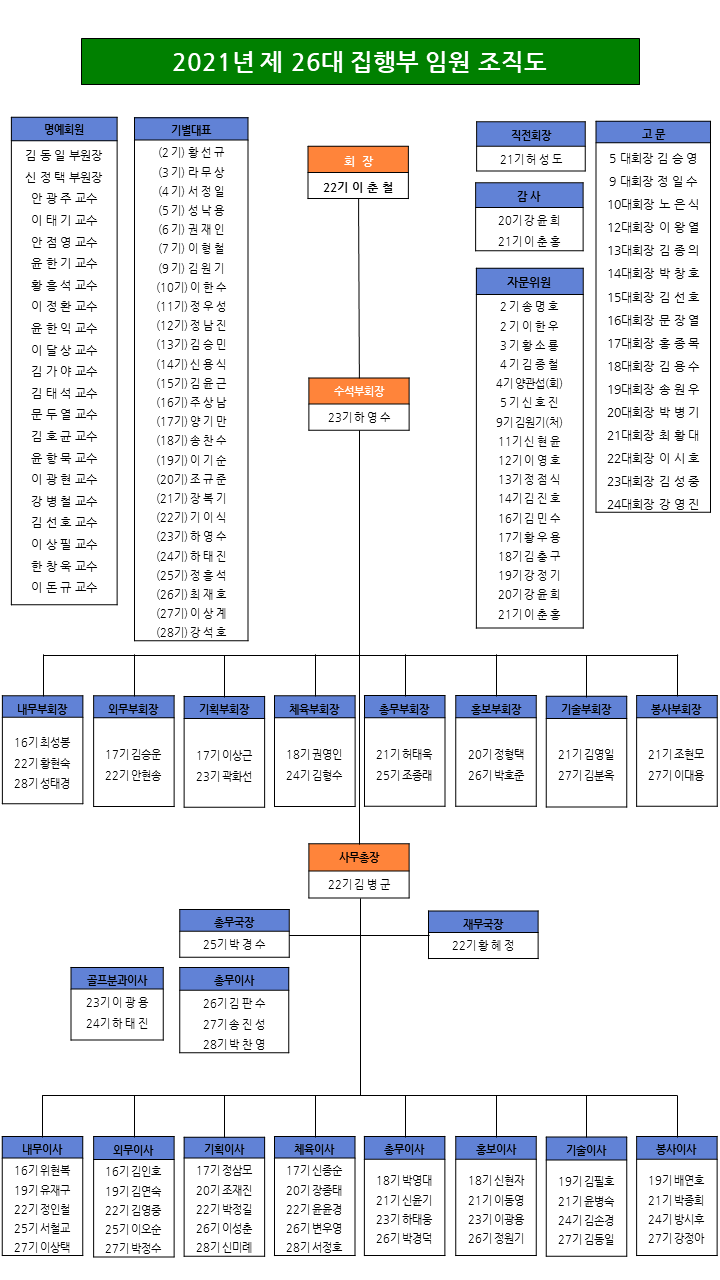 2021년 제 26대 집행부 임원 조직도
명예회원
김 동 일 부원장
신 정 택 부원장
안 광 주 교수
이 태 기 교수
안 점 영 교수
윤 한 기 교수
황 흥 석 교수
이 정 환 교수
윤 한 익 교수
이 달 상 교수
김 가 야 교수
김 태 석 교수
문 두 열 교수
김 호 균 교수
윤 항 묵 교수
이 광 현 교수
강 병 철 교수
김 선 호 교수
이 상 필 교수
한 창 욱 교수
이 돈 규 교수
기별대표
(2 기) 황 선 규
(3 기) 라 무 상
(4 기) 서 정 일
(5 기) 성 낙 용
(6 기) 권 재 인
(7 기) 이 형 철
(9 기) 김 원 기
(10기) 이 한 수
(11기) 정 우 성
(12기) 정 남 진
(13기) 김 승 민
(14기) 신 용 식
(15기) 김 윤 근
(16기) 주 상 남
(17기) 양 기 만
(18기) 송 찬 수
(19기) 이 기 순
(20기) 조 규 준
(21기) 장 복 기
(22기) 기 이 식
(23기) 하 영 수
(24기) 하 태 진
(25기) 정 흥 석
(26기) 최 재 호
(27기) 이 상 계
(28기) 강 석 호
회 장
22기 이 춘 철
수석부회장
23기 하 영 수
직전회장
21기 허 성 도
감 사
20기 강 윤 희
21기 이 춘 홍
자문위원
2 기 송 명 호
2 기 이 한 우
3 기 황 소 룡
4 기 김 종 철
4기 양관섭(회)
5 기 신 호 진
9기 김원기(처)
11기 신 현 윤
12기 이 영 호
13기 정 점 식
14기 김 진 호
16기 김 민 수
17기 황 우 용
18기 김 충 구
19기 강 정 기
20기 강 윤 희
21기 이 춘 홍
고 문
5 대회장 김 승 영
9 대회장 정 일 수
10대회장 노 은 식
12대회장 이 왕 열
13대회장 김 종 의
14대회장 박 창 호
15대회장 김 선 호
16대회장 문 장 열
17대회장 홍 종 목
18대회장 김 용 수
19대회장 송 원 우
20대회장 박 병 기
21대회장 최 황 대
22대회장 이 시 호
23대회장 김 성 중
24대회장 강 영 진
내무부회장
16기 최성봉
22기 황현숙
28기 성태경
외무부회장
17기 김승운
22기 안현송
기획부회장
17기 이상근
23기 곽화선
체육부회장
18기 권영인
24기 김형수
총무부회장
21기 허태욱
25기 조종래
홍보부회장
20기 정형택
26기 박호준
기술부회장
21기 김영일
27기 김분옥
봉사부회장
21기 조현모
27기 이대용
사무총장
22기 김 병 군
총무국장
25기 박 경 수
재무국장
22기 황 혜 정
골프분과이사
23기 이 광 용
24기 하 태 진
총무이사
26기 김 판 수
27기 송 진 성
28기 박 찬 영
내무이사
16기 위현복
19기 유재구
22기 정인철
25기 서철교
27기 이상택
외무이사
16기 김인호
19기 김연숙
22기 김영중
25기 이오순
27기 박정수
기획이사
17기 정삼모
20기 조재진
22기 박정길
26기 이성춘
28기 신미례
체육이사
17기 신종순
20기 장종태
22기 윤윤경
26기 변우영
28기 서정호
총무이사
18기 박영대
21기 신윤기
23기 하태웅
26기 박경덕
홍보이사
18기 신현자
21기 이동영
23기 이광용
26기 정원기
기술이사
19기 김필호
21기 윤병숙
24기 김손경
27기 김동일
봉사이사
19기 배연호
21기 박종희
24기 방시후
27기 강정아